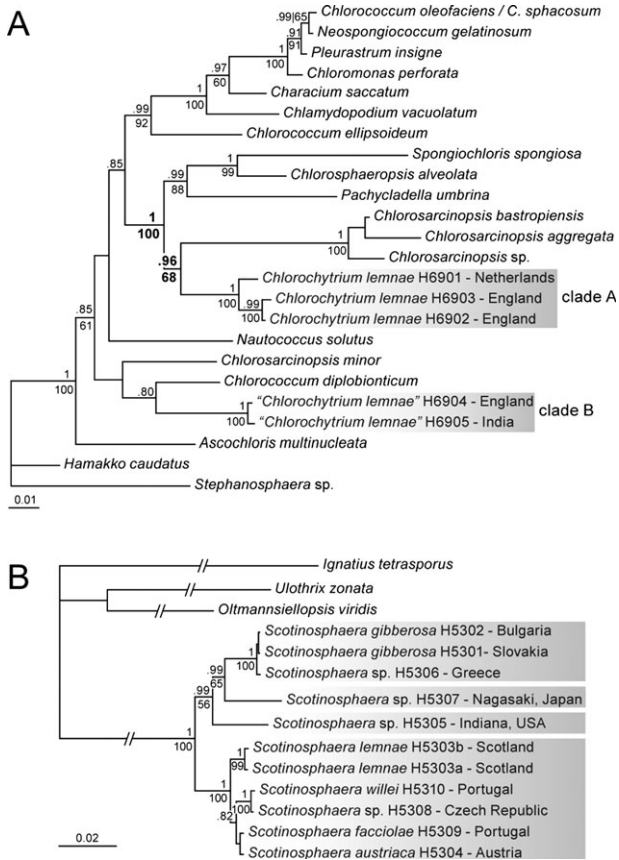 A
.99|65
Chlorococcum oleofaciens / C. sphacosum
.91
91
Neospongiococcum gelatinosum
Pleurastrum insigne
1
100
Chloromonas perforata
.97
60
Characium saccatum
1
100
Chlamydopodium vacuolatum
.99
92
Chlorococcum ellipsoideum
.85
1
99
Spongiochloris spongiosa
.99
88
Chlorosphaeropsis alveolata
Pachycladella umbrina
1
100
1
100
Chlorosarcinopsis bastropiensis
Chlorosarcinopsis aggregata
Chlorosarcinopsis sp.
.96
68
1
100
Chlorochytrium lemnae H6901 - Netherlands
.99
100
Chlorochytrium lemnae H6903 - England
clade A
Chlorochytrium lemnae H6902 - England
.85
61
Nautococcus solutus
Chlorosarcinopsis minor
.80
Chlorococcum diplobionticum
1
100
"Chlorochytrium lemnae" H6904 - England
clade B
"Chlorochytrium lemnae" H6905 - India
1
100
Ascochloris multinucleata
Hamakko caudatus
Stephanosphaera sp.
0.01
B
Ignatius tetrasporus
Ulothrix zonata
Oltmannsiellopsis viridis
Scotinosphaera gibberosa H5302 - Bulgaria
1
100
Scotinosphaera gibberosa H5301- Slovakia
Scotinosphaera sp. H5306 - Greece
.99
65
Scotinosphaera sp. H5307 - Nagasaki, Japan
.99
56
Scotinosphaera sp. H5305 - Indiana, USA
1
100
1
99
Scotinosphaera lemnae H5303b - Scotland
Scotinosphaera lemnae H5303a - Scotland
1
100
1
100
Scotinosphaera willei H5310 - Portugal
Scotinosphaera sp. H5308 - Czech Republic
.82
Scotinosphaera facciolae H5309 - Portugal
Scotinosphaera austriaca H5304 - Austria
0.02